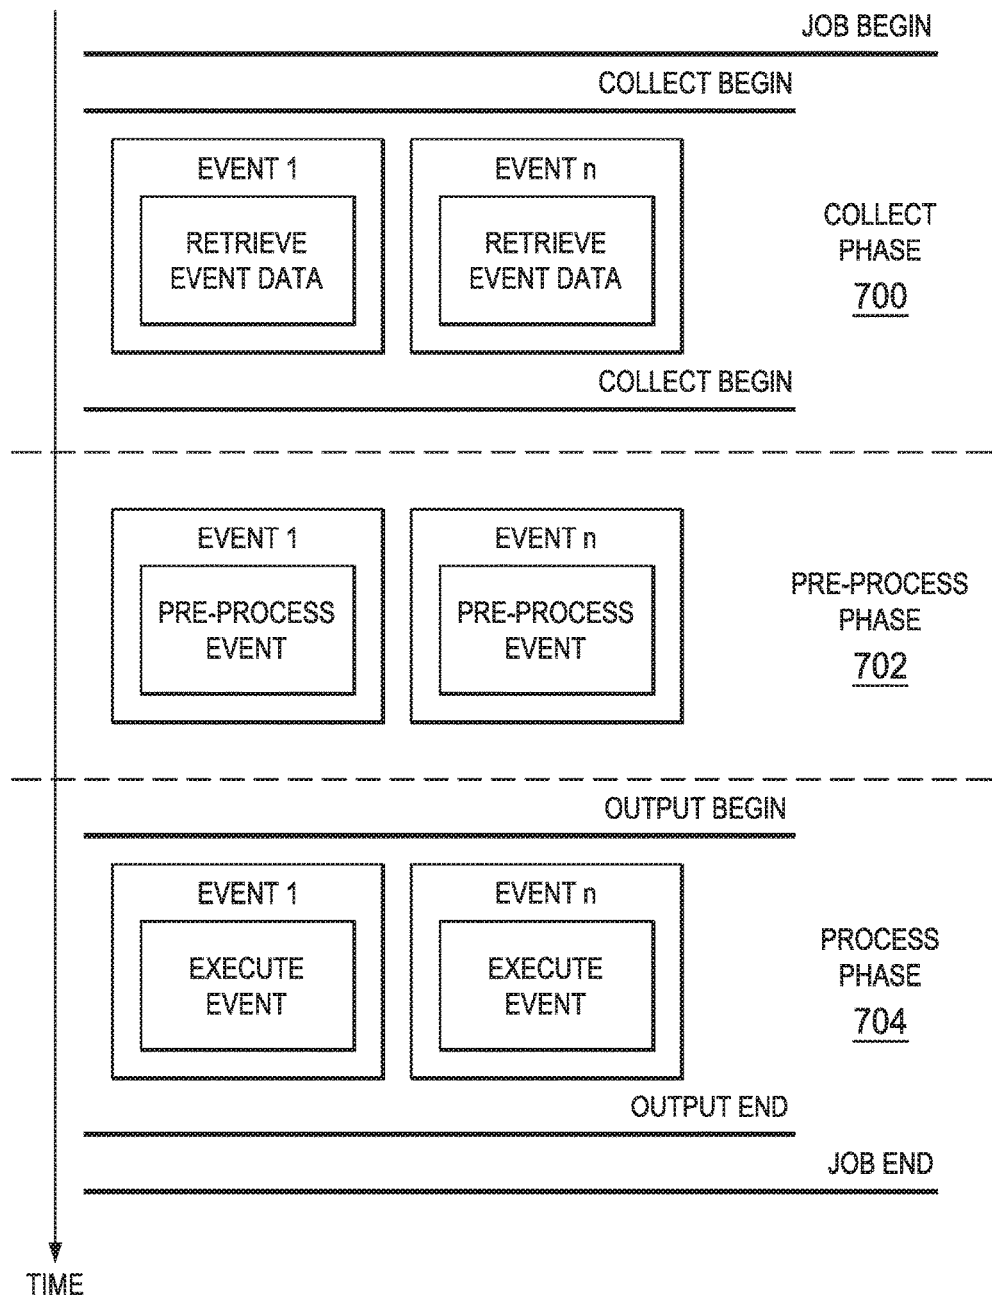 JOB BEGIN
COLLECT BEGIN
EVENT 1
RETRIEVE
EVENT DATA
EVENT n
RETRIEVE
EVENT DATA
COLLECT
PHASE
700
COLLECT BEGIN
EVENT 1
PRE-PROCESS
EVENT
EVENT n
PRE-PROCESS
EVENT
PRE-PROCESS
PHASE
702
OUTPUT BEGIN
EVENT 1
EXECUTE
EVENT
EVENT n
EXECUTE
EVENT
PROCESS
PHASE
704
OUTPUT END
JOB END
TIME